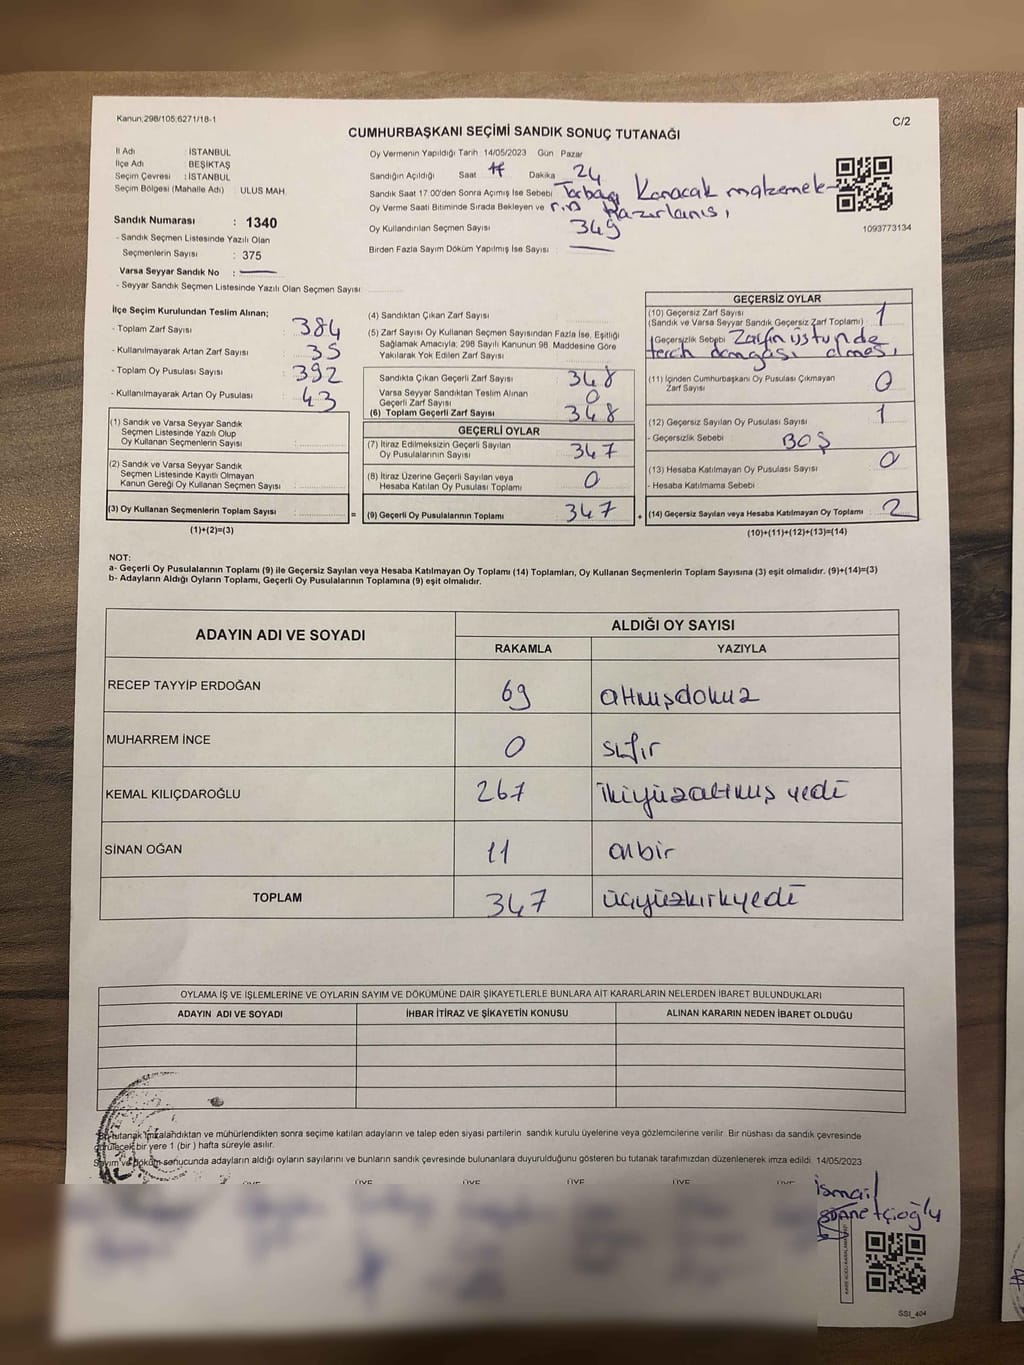 Kanun;298/105;6271/18-1
C/2
CUMHURBAŞKANI SEÇİMİ SANDIK SONUÇ TUTANAĞI
İl Adı : İSTANBUL
İlçe Adı : BEŞİKTAŞ
Seçim Çevresi : İSTANBUL
Seçim Bölgesi (Mahalle Adı) : ULUS MAH.
Sandık Numarası : 1340
- Sandık Seçmen Listesinde Yazılı Olan
Seçmenlerin Sayısı : 375
Varsa Seyyar Sandık No :
- Seyyar Sandık Seçmen Listesinde Yazılı Olan Seçmen Sayısı
Oy Vermenin Yapıldığı Tarih 14/05/2023 Gün Pazar
Sandığın Açıldığı Saat Dakika 24
Sandık Saat 17.00'den Sonra Açılmış İse Sebebi Torbaya Konacak malzemele-
Oy Verme Saati Bitiminde Sırada Bekleyen ve rin Hazırlanışı
Oy Kullandırılan Seçmen Sayısı 349
Birden Fazla Sayım Döküm Yapılmış İse Sayısı
1093773134
İlçe Seçim Kurulundan Teslim Alınan;
- Toplam Zarf Sayısı : 384
- Kullanılmayarak Artan Zarf Sayısı : 35
- Toplam Oy Pusulası Sayısı : 392
- Kullanılmayarak Artan Oy Pusulası : 43
(1) Sandık ve Varsa Seyyar Sandık
Seçmen Listesinde Yazılı Olup
Oy Kullanan Seçmenlerin Sayısı
(2) Sandık ve Varsa Seyyar Sandık
Seçmen Listesinde Kayıtlı Olmayan
Kanun Gereği Oy Kullanan Seçmen Sayısı
(3) Oy Kullanan Seçmenlerin Toplam Sayısı
(1)+(2)=(3)
(4) Sandıktan Çıkan Zarf Sayısı
(5) Zarf Sayısı Oy Kullanan Seçmen Sayısından Fazla İse, Eşitliği
Sağlamak Amacıyla; 298 Sayılı Kanunun 98. Maddesine Göre
Yakılarak Yok Edilen Zarf Sayısı
Sandıkta Çıkan Geçerli Zarf Sayısı 348
Varsa Seyyar Sandıktan Teslim Alınan
Geçerli Zarf Sayısı 0
(6) Toplam Geçerli Zarf Sayısı 348
GEÇERLİ OYLAR
(7) İtiraz Edilmeksizin Geçerli Sayılan
Oy Pusulalarının Sayısı 347
(8) İtiraz Üzerine Geçerli Sayılan veya
Hesaba Katılan Oy Pusulası Toplamı 0
= (9) Geçerli Oy Pusulalarının Toplamı 347 +
GEÇERSİZ OYLAR
(10) Geçersiz Zarf Sayısı 1
(Sandık ve Varsa Seyyar Sandık Geçersiz Zarf Toplamı)
Geçersizlik Sebebi Zarfın üstünde
tercih damgası olması
(11) İçinden Cumhurbaşkanı Oy Pusulası Çıkmayan
Zarf Sayısı 0
(12) Geçersiz Sayılan Oy Pusulası Sayısı 1
- Geçersizlik Sebebi BOŞ
(13) Hesaba Katılmayan Oy Pusulası Sayısı 0
- Hesaba Katılmama Sebebi
(14) Geçersiz Sayılan veya Hesaba Katılmayan Oy Toplamı 2
(10)+(11)+(12)+(13)=(14)
NOT:
a- Geçerli Oy Pusulalarının Toplamı (9) ile Geçersiz Sayılan veya Hesaba Katılmayan Oy Toplamı (14) Toplamları, Oy Kullanan Seçmenlerin Toplam Sayısına (3) eşit olmalıdır. (9)+(14)=(3)
b- Adayların Aldığı Oyların Toplamı, Geçerli Oy Pusulalarının Toplamına (9) eşit olmalıdır.
ADAYIN ADI VE SOYADI
ALDIĞI OY SAYISI
RAKAMLA YAZIYLA
RECEP TAYYİP ERDOĞAN 69 altmışdokuz
MUHARREM İNCE 0 sıfır
KEMAL KILIÇDAROĞLU 267 ikiyüzaltmış yedi
SİNAN OĞAN 11 onbir
TOPLAM 347 üçyüzkırkyedi
OYLAMA İŞ VE İŞLEMLERİNE VE OYLARIN SAYIM VE DÖKÜMÜNE DAİR ŞİKAYETLERLE BUNLARA AİT KARARLARIN NELERDEN İBARET BULUNDUKLARI
ADAYIN ADI VE SOYADI İHBAR İTİRAZ VE ŞİKAYETİN KONUSU ALINAN KARARIN NEDEN İBARET OLDUĞU
tutanak imzalandıktan ve mühürlendikten sonra seçime katılan adayların ve talep eden siyasi partilerin sandık kurulu üyelerine veya gözlemcilerine verilir. Bir nüshası da sandık çevresinde
görülecek bir yere 1 (bir) hafta süreyle asılır.
Sayım ve döküm sonucunda adayların aldığı oyların sayılarını ve bunların sandık çevresinde bulunanlara duyurulduğunu gösteren bu tutanak tarafımızdan düzenlenerek imza edildi. 14/05/2023
ÜYE ÜYE ÜYE ÜYE ÜYE
İsmail
SSI_404